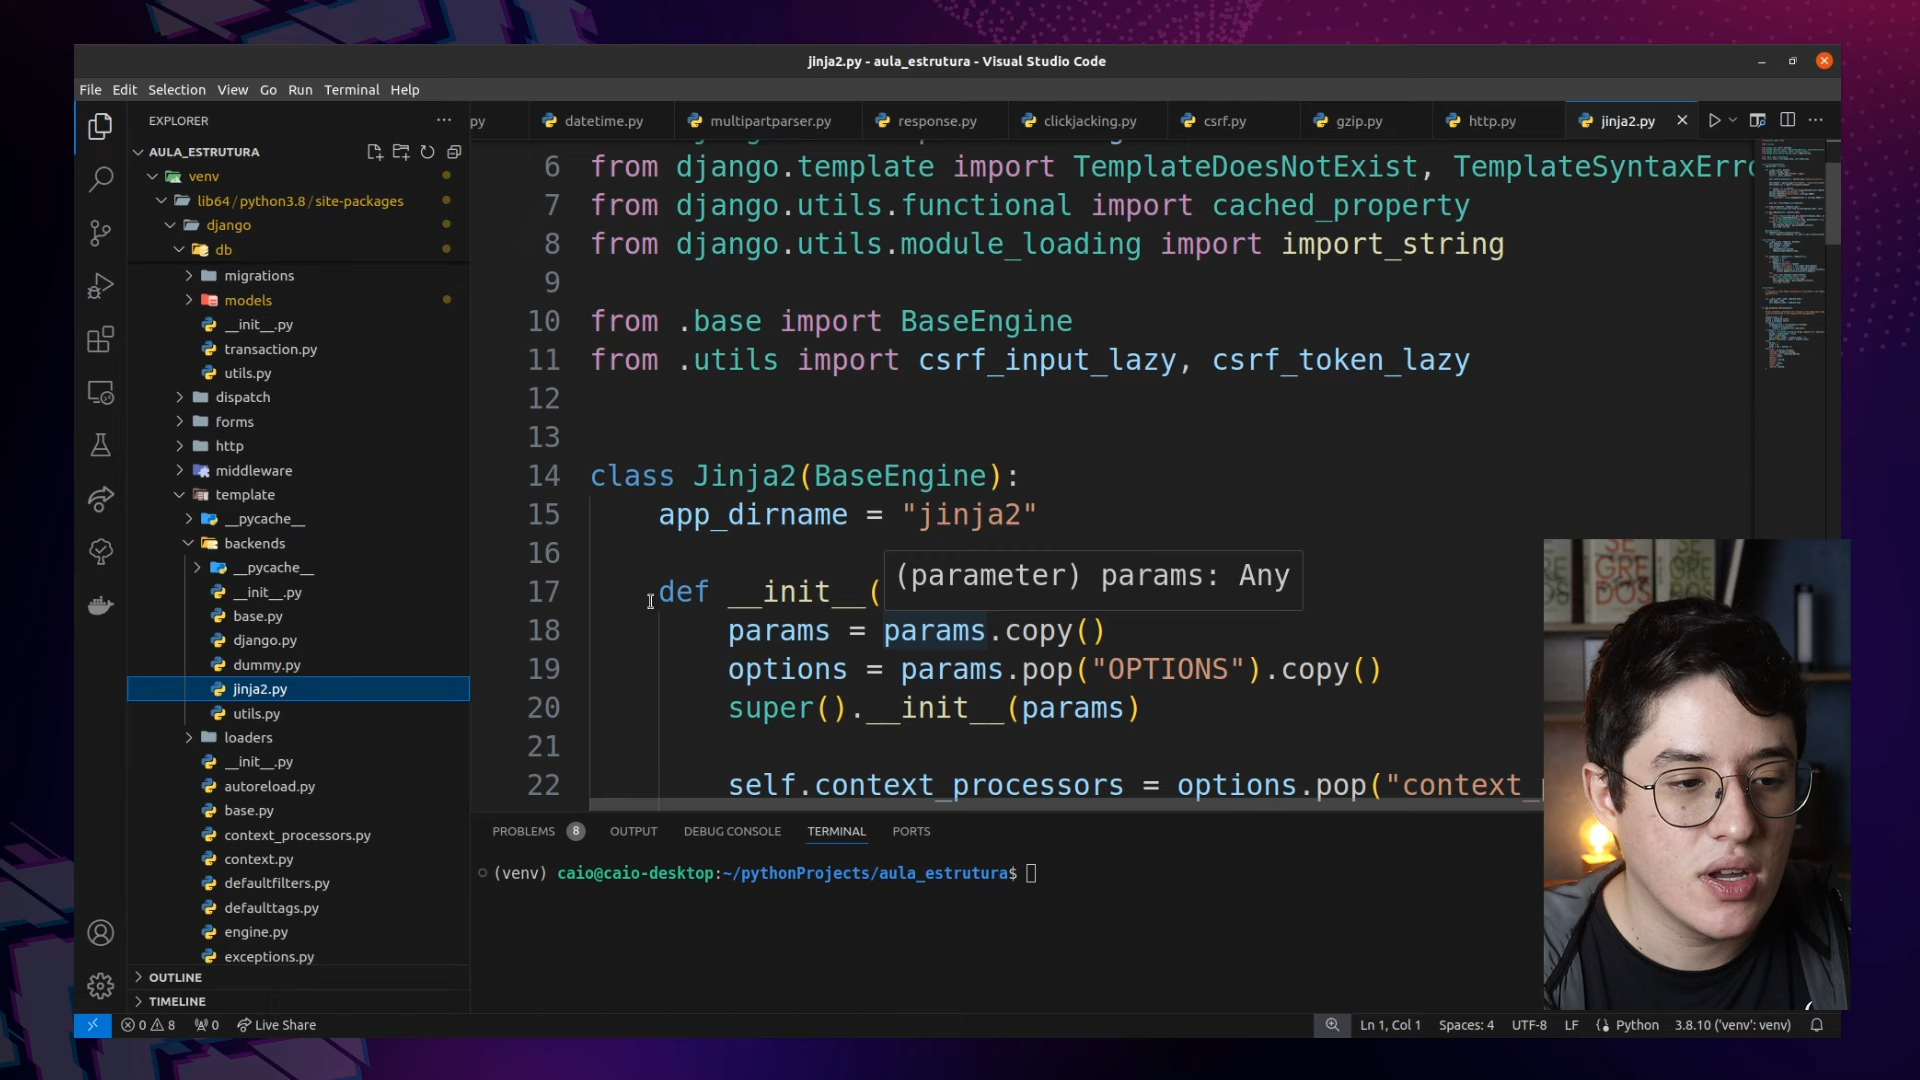 jinja2.py - aula_estrutura - Visual Studio Code
File Edit Selection View Go Run Terminal Help
EXPLORER
py
datetime.py
multipartparser.py
response.py
clickjacking.py
csrf.py
gzip.py
http.py
jinja2.py
AULA_ESTRUTURA
venv
lib64/python3.8/site-packages
django
db
migrations
models
__init__.py
transaction.py
utils.py
dispatch
forms
http
middleware
template
__pycache__
backends
__pycache__
__init__.py
base.py
django.py
dummy.py
jinja2.py
utils.py
loaders
__init__.py
autoreload.py
base.py
context_processors.py
context.py
defaultfilters.py
defaulttags.py
engine.py
exceptions.py
OUTLINE
TIMELINE
6 from django.template import TemplateDoesNotExist, TemplateSyntaxErro
7 from django.utils.functional import cached_property
8 from django.utils.module_loading import import_string
9
10 from .base import BaseEngine
11 from .utils import csrf_input_lazy, csrf_token_lazy
12
13
14 class Jinja2(BaseEngine):
15 app_dirname = "jinja2"
16
(parameter) params: Any
17 def __init__(
18 params = params.copy()
19 options = params.pop("OPTIONS").copy()
20 super().__init__(params)
21
22 self.context_processors = options.pop("context_
PROBLEMS 8 OUTPUT DEBUG CONSOLE TERMINAL PORTS
(venv) caio@caio-desktop:~/pythonProjects/aula_estrutura$
0 8 0 Live Share
Ln 1, Col 1 Spaces: 4 UTF-8 LF Python 3.8.10 ('venv': venv)